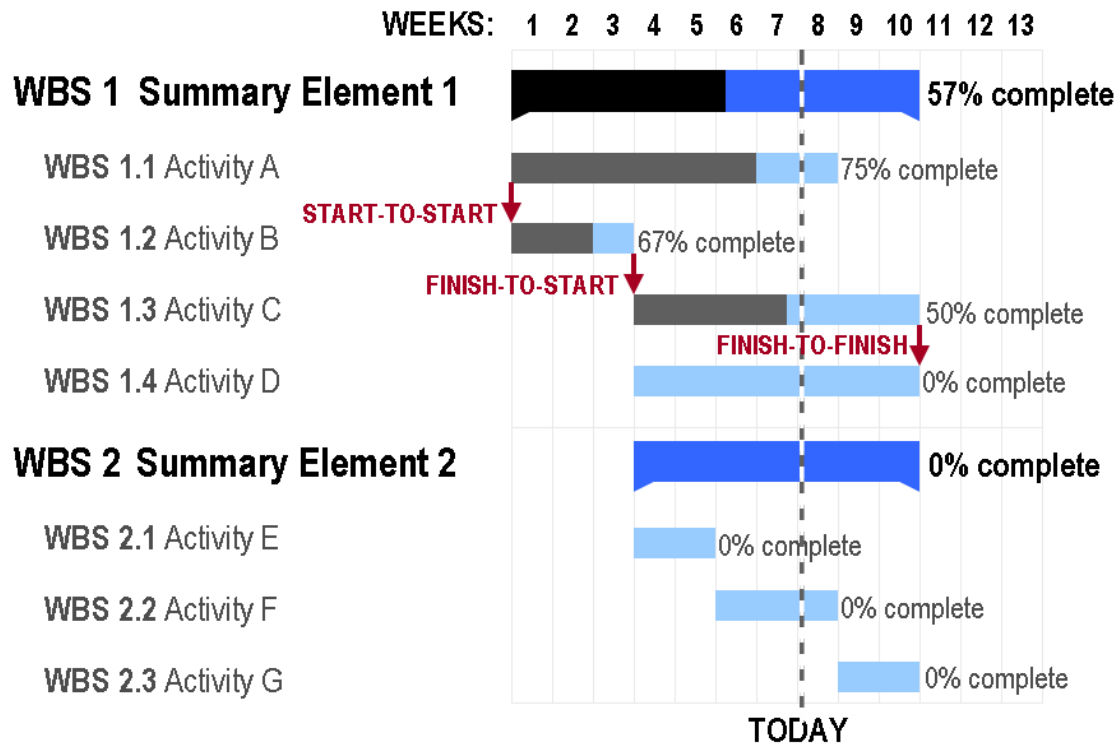 WEEKS: 1 2 3 4 5 6 7 8 9 10 11 12 13
WBS 1 Summary Element 1 57% complete
WBS 1.1 Activity A 75% complete
START-TO-START
WBS 1.2 Activity B 67% complete
FINISH-TO-START
WBS 1.3 Activity C 50% complete
FINISH-TO-FINISH
WBS 1.4 Activity D 0% complete
WBS 2 Summary Element 2 0% complete
WBS 2.1 Activity E 0% complete
WBS 2.2 Activity F 0% complete
WBS 2.3 Activity G 0% complete
TODAY